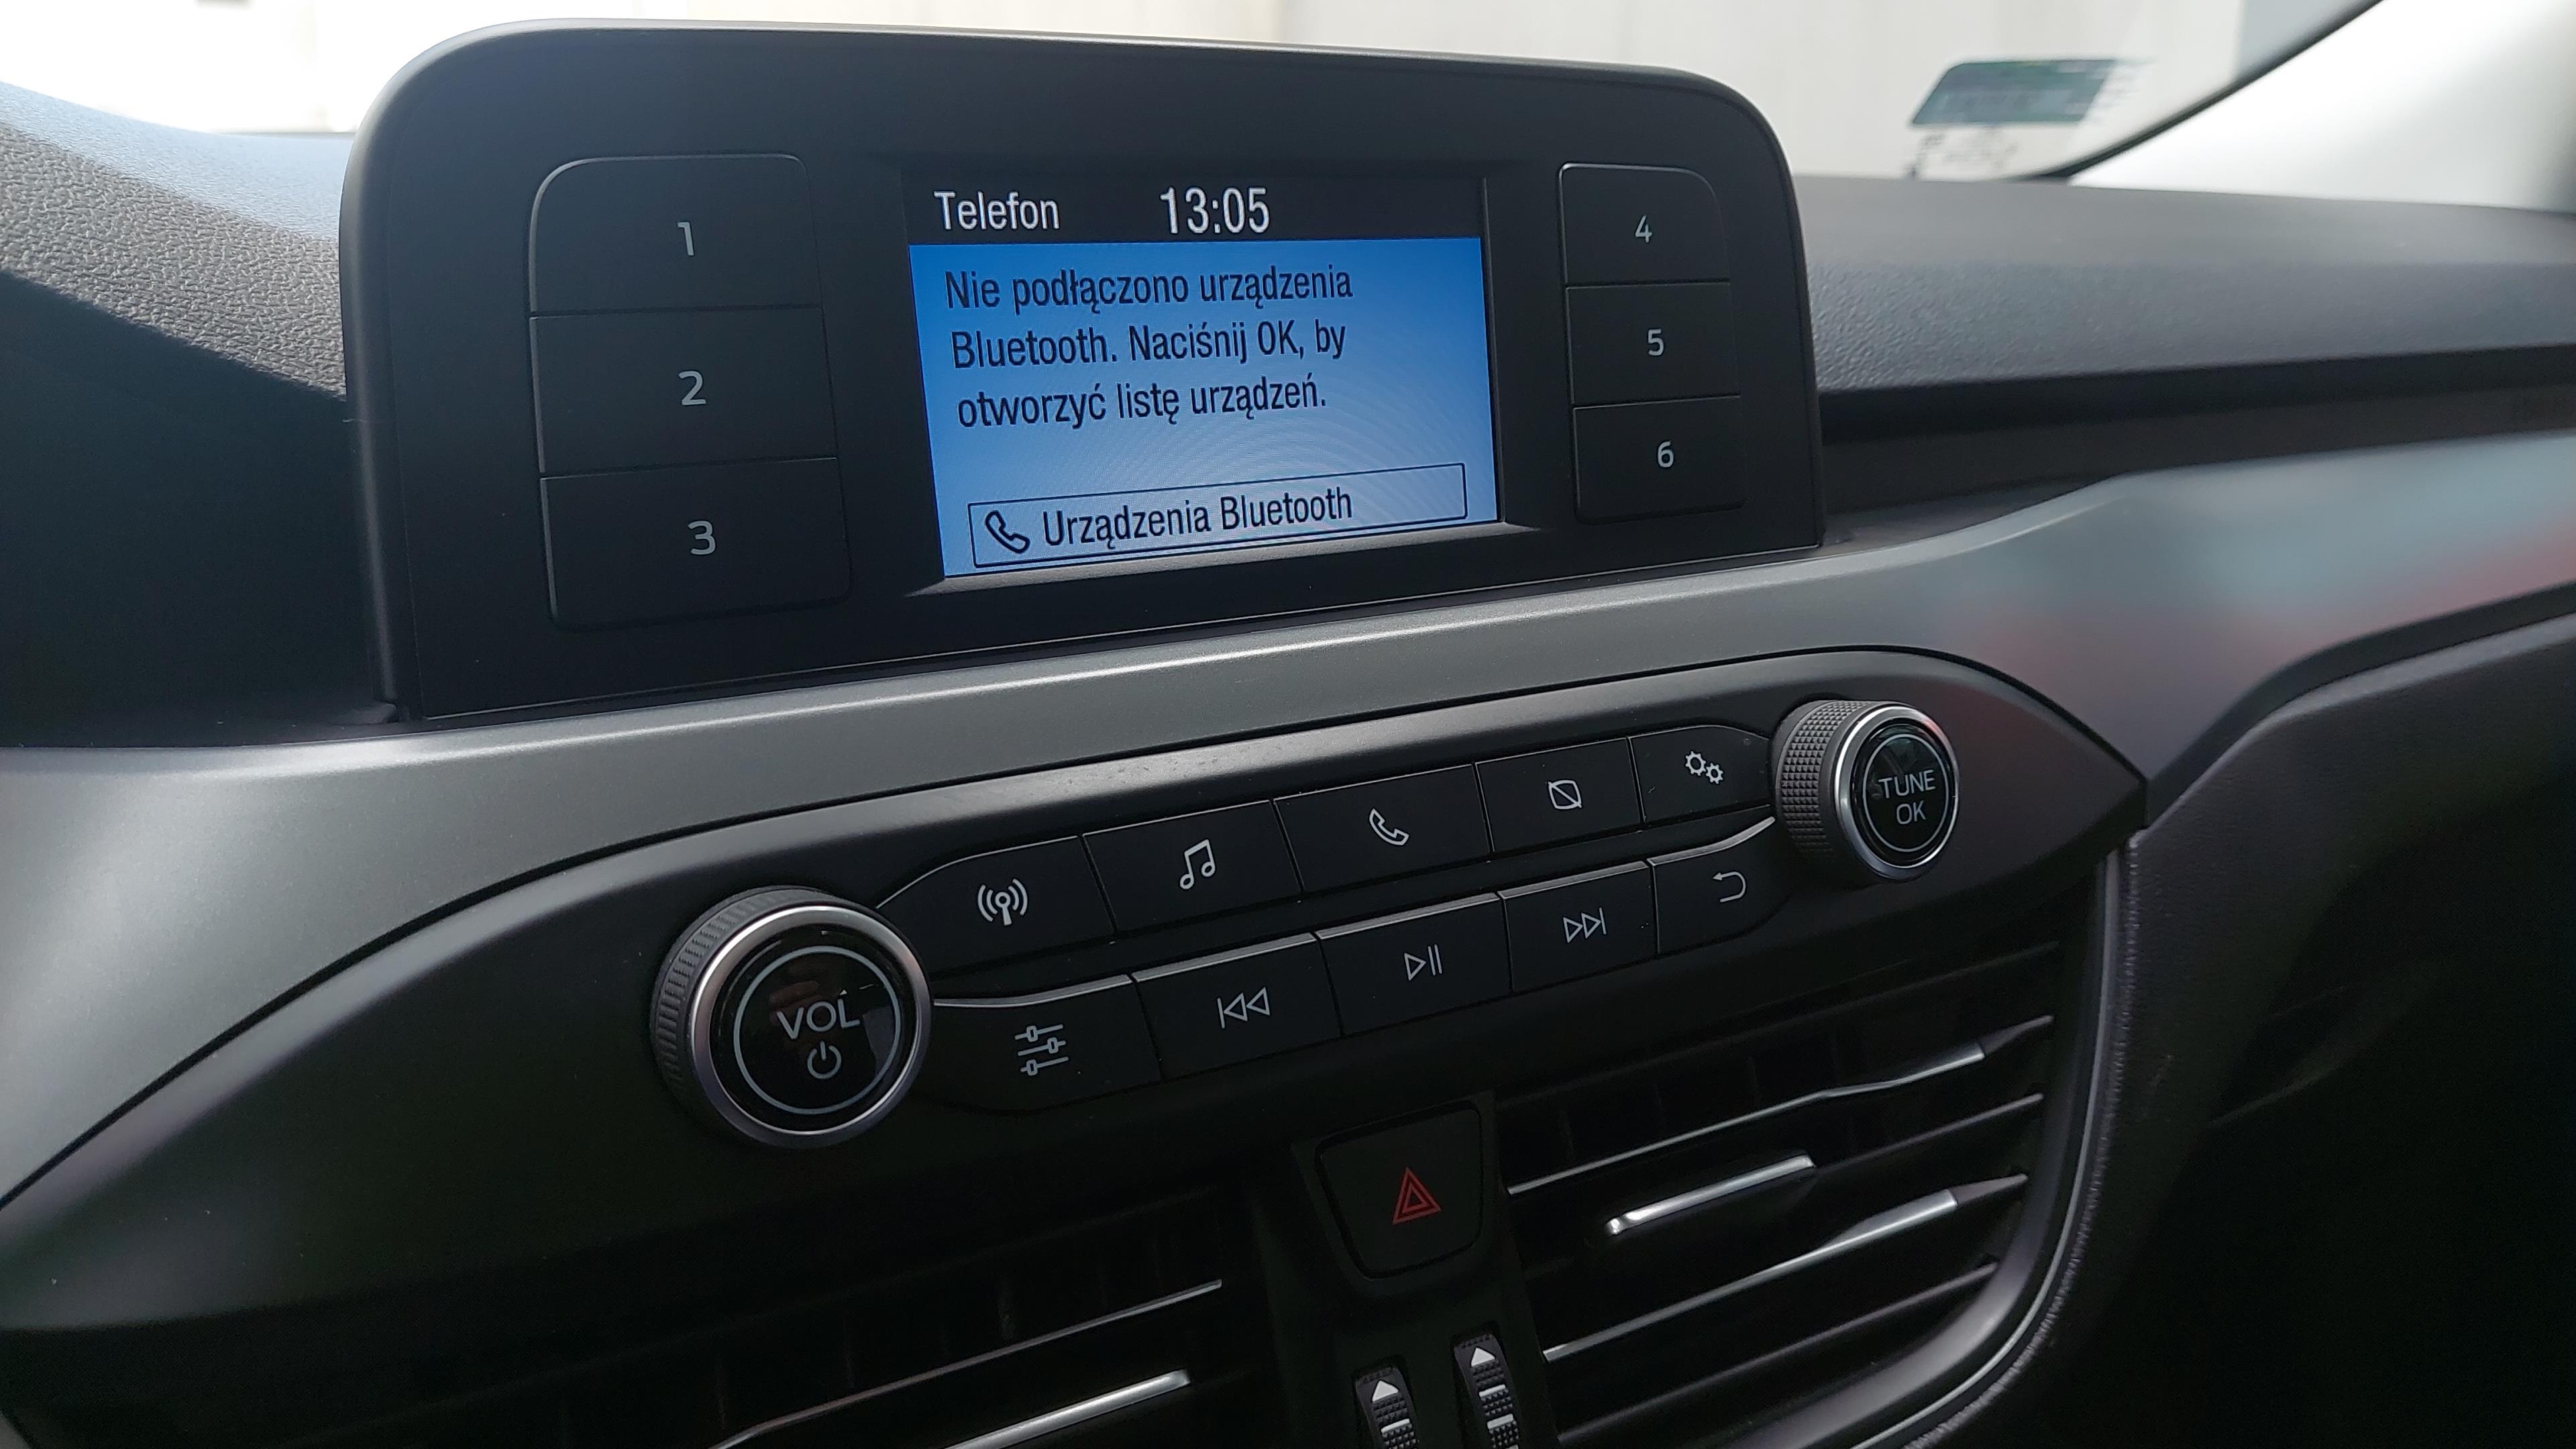 Telefon 13:05
Nie podłączono urządzenia
Bluetooth. Naciśnij OK, by
otworzyć listę urządzeń.
Urządzenia Bluetooth
1
2
3
4
5
6
TUNE
OK
VOL